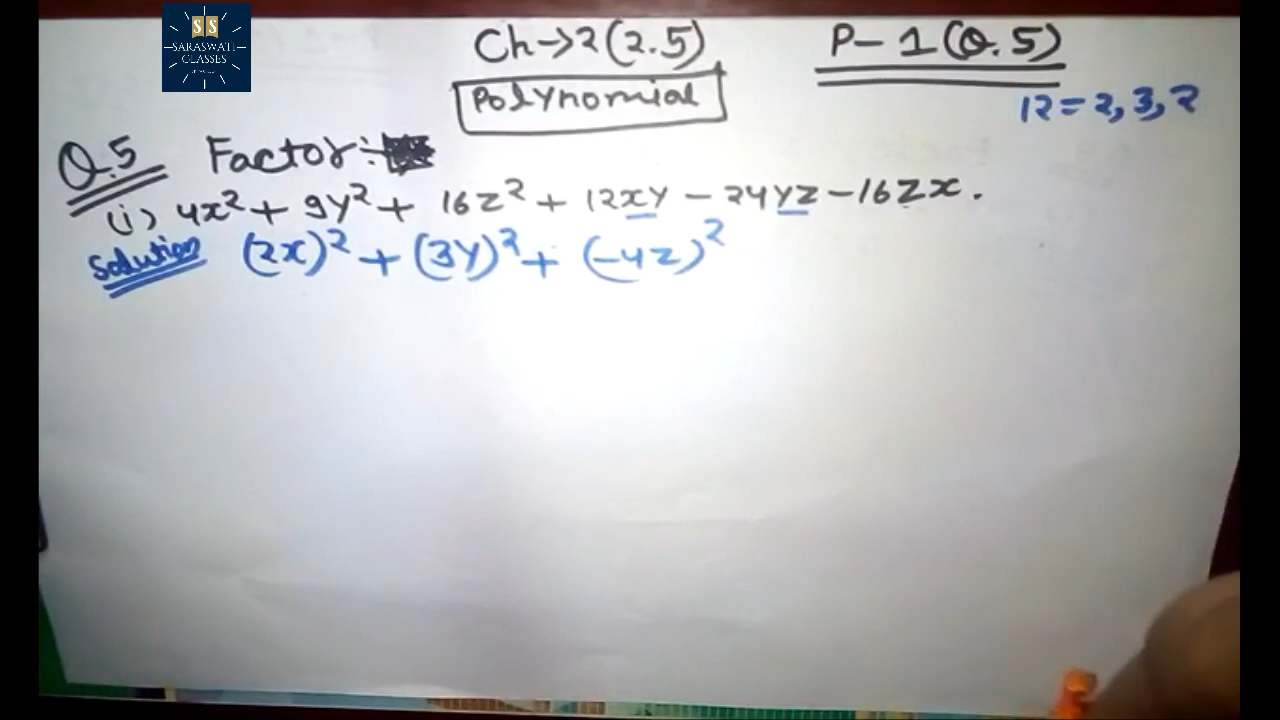 SS
SARASWATI
CLASSES
Ch→2(2.5)
P-1(Q.5)
Polynomial
12=2,3,2
Q.5 Factor:-
(i) 4x²+ 9y²+ 16z²+ 12xy - 24yz -16zx.
Solution (2x)²+(3y)²+(-4z)²